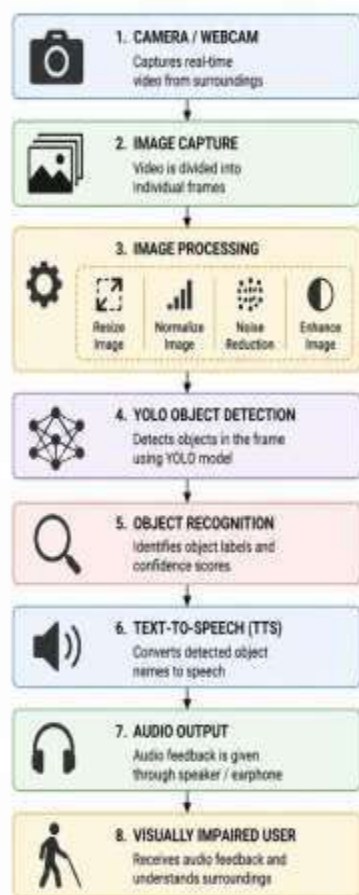 1. CAMERA / WEBCAM
Captures real-time
video from surroundings
2. IMAGE CAPTURE
Video is divided into
individual frames
3. IMAGE PROCESSING
Resize
Image
Normalize
Image
Noise
Reduction
Enhance
Image
4. YOLO OBJECT DETECTION
Detects objects in the frame
using YOLO model
5. OBJECT RECOGNITION
Identifies object labels and
confidence scores
6. TEXT-TO-SPEECH (TTS)
Converts detected object
names to speech
7. AUDIO OUTPUT
Audio feedback is given
through speaker / earphone
8. VISUALLY IMPAIRED USER
Receives audio feedback and
understands surroundings